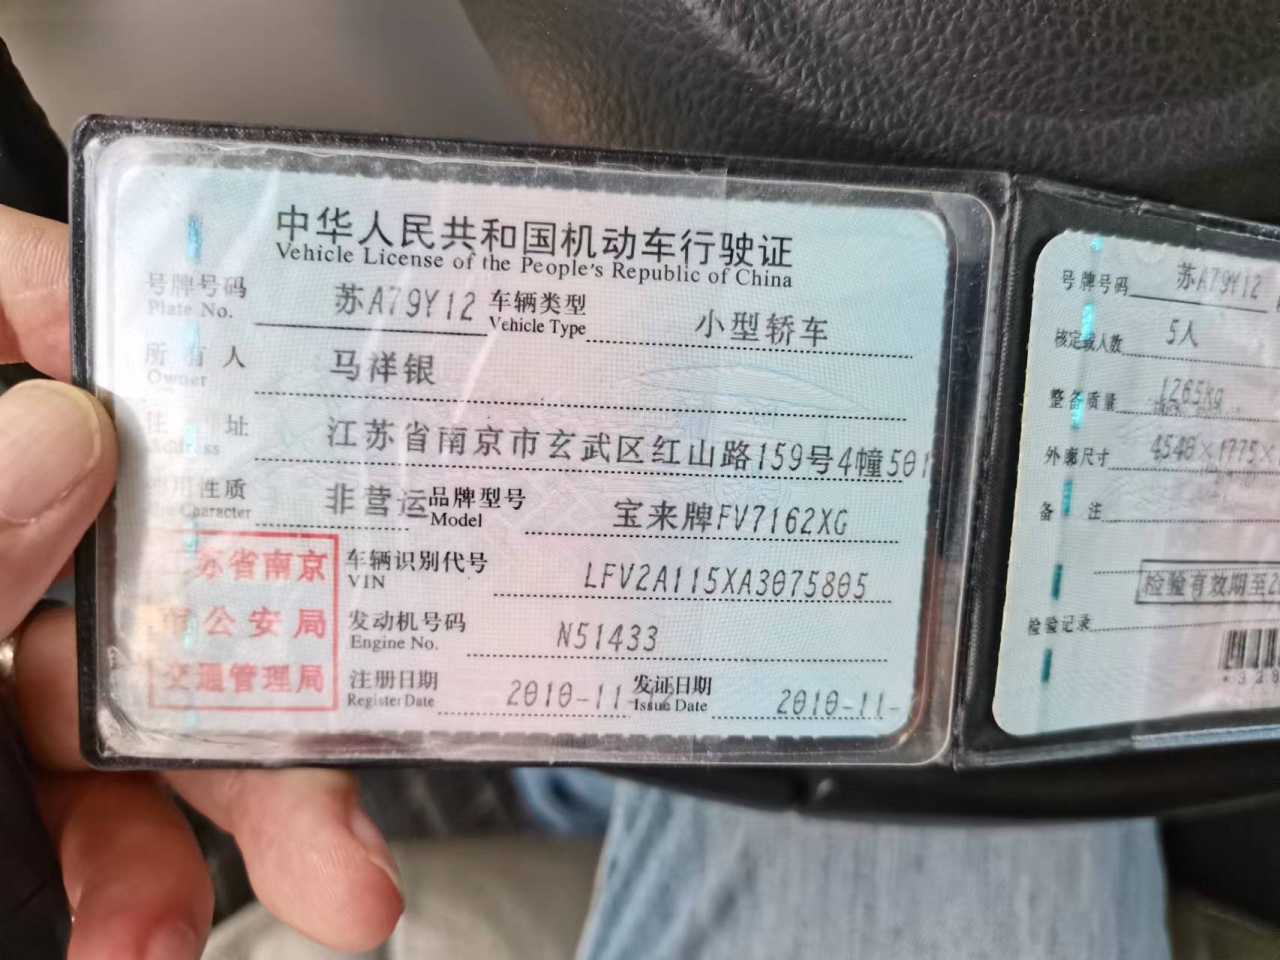 中华人民共和国机动车行驶证
Vehicle License of the People's Republic of China
号牌号码 苏A79Y12 车辆类型 小型轿车
Plate No. Vehicle Type
所有人 马祥银
Owner
住址 江苏省南京市玄武区红山路159号4幢501
Address
使用性质 非营运 品牌型号 宝来牌FV7162XG
Use Character Model
车辆识别代号 LFV2A115XA3075805
VIN
发动机号码 N51433
Engine No.
注册日期 2010-11- 发证日期 2010-11-
Register Date Issue Date
苏省南京
市公安局
交通管理局
号牌号码 苏A79Y12
核定载人数 5人
整备质量 1265kg
外廓尺寸 4540×1775×
备注
检验有效期至2
检验记录